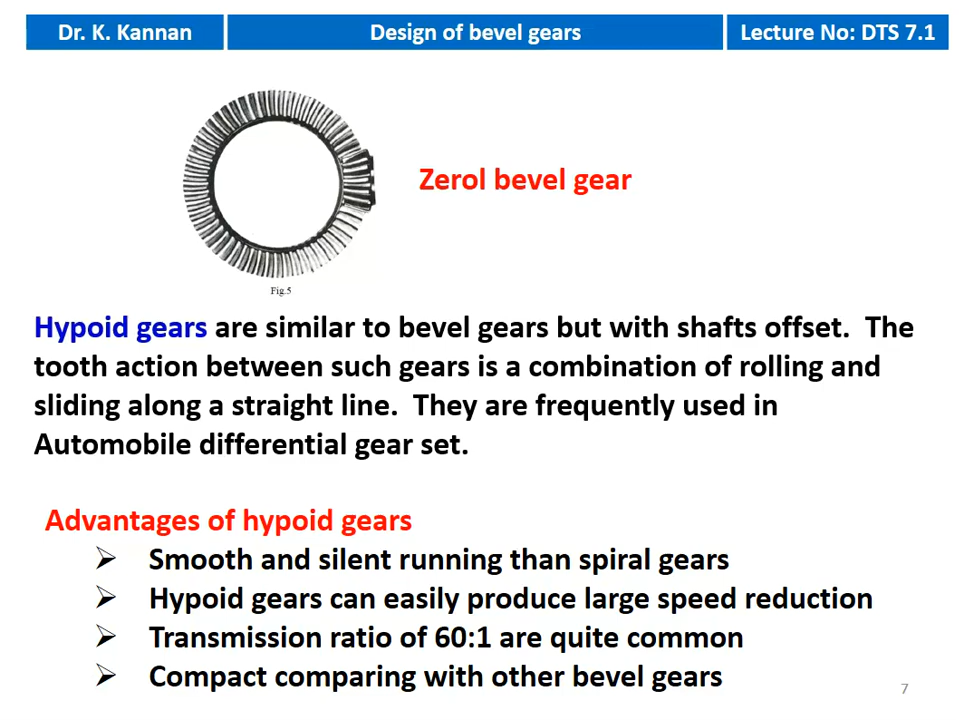 Dr. K. Kannan
Design of bevel gears
Lecture No: DTS 7.1
Zerol bevel gear
Fig.5
Hypoid gears are similar to bevel gears but with shafts offset. The
tooth action between such gears is a combination of rolling and
sliding along a straight line. They are frequently used in
Automobile differential gear set.
Advantages of hypoid gears
Smooth and silent running than spiral gears
Hypoid gears can easily produce large speed reduction
Transmission ratio of 60:1 are quite common
Compact comparing with other bevel gears
7